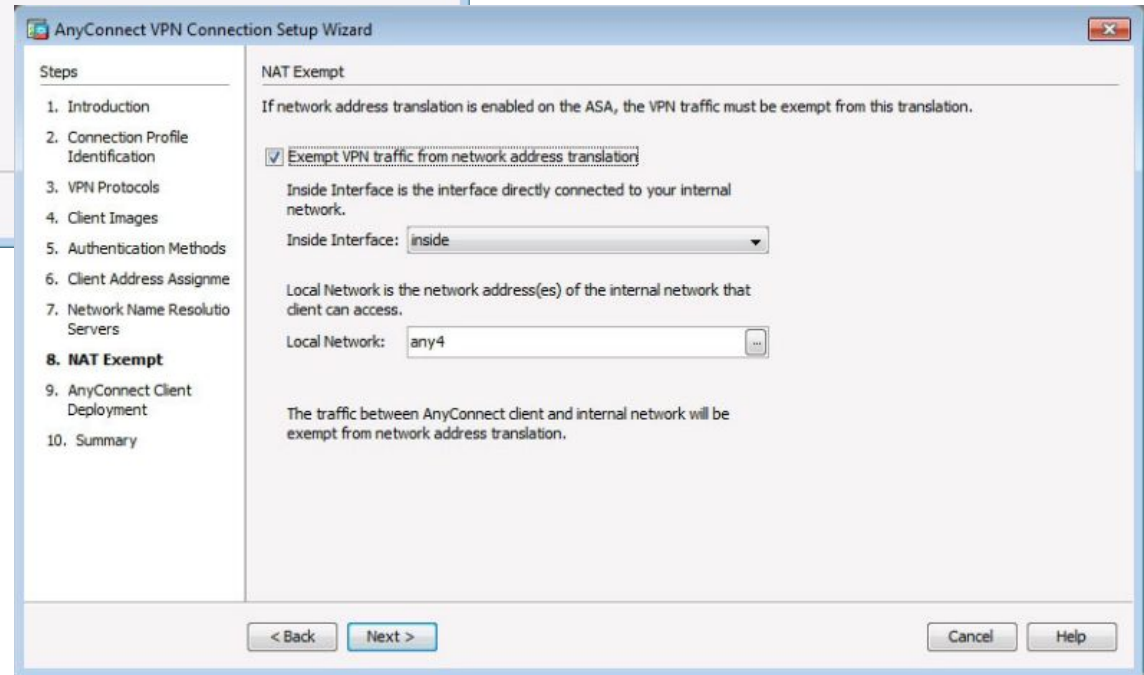 AnyConnect VPN Connection Setup Wizard
Steps
1. Introduction
2. Connection Profile
Identification
3. VPN Protocols
4. Client Images
5. Authentication Methods
6. Client Address Assignme
7. Network Name Resolutio
Servers
8. NAT Exempt
9. AnyConnect Client
Deployment
10. Summary
NAT Exempt
If network address translation is enabled on the ASA, the VPN traffic must be exempt from this translation.
Exempt VPN traffic from network address translation
Inside Interface is the interface directly connected to your internal
network.
Inside Interface: inside
Local Network is the network address(es) of the internal network that
client can access.
Local Network: any4
...
The traffic between AnyConnect client and internal network will be
exempt from network address translation.
< Back
Next >
Cancel
Help